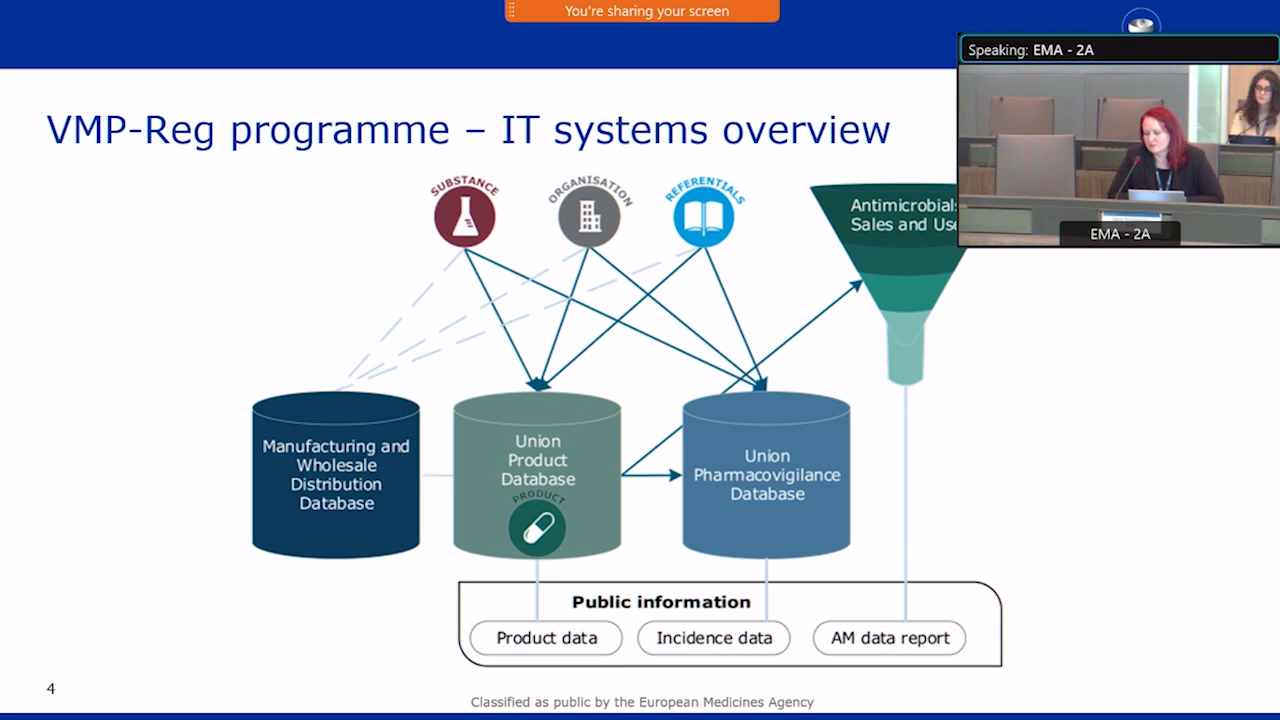 You're sharing your screen
Speaking: EMA - 2A
EMA - 2A
VMP-Reg programme – IT systems overview
SUBSTANCE
ORGANISATION
REFERENTIALS
Antimicrobials
Sales and Use
Manufacturing and
Wholesale
Distribution
Database
Union
Product
Database
PRODUCT
Union
Pharmacovigilance
Database
Public information
Product data
Incidence data
AM data report
4
Classified as public by the European Medicines Agency